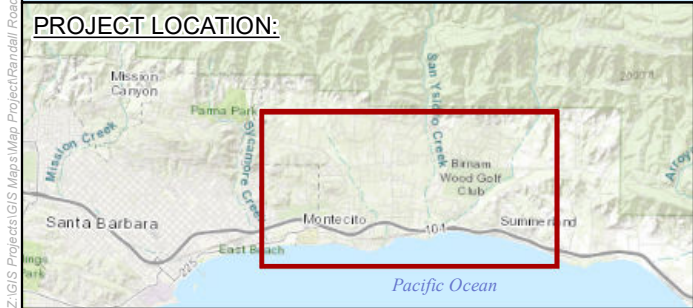 Z:\GIS Projects\GIS Maps\Map Project\Randall Road
PROJECT LOCATION:
Mission
Canyon
Parma Park
Mission Creek
Sycamore Creek
San Ysidro Creek
Birnam
Wood Golf
Club
Santa Barbara
Montecito
101
Summerland
East Beach
225
Park
Pacific Ocean